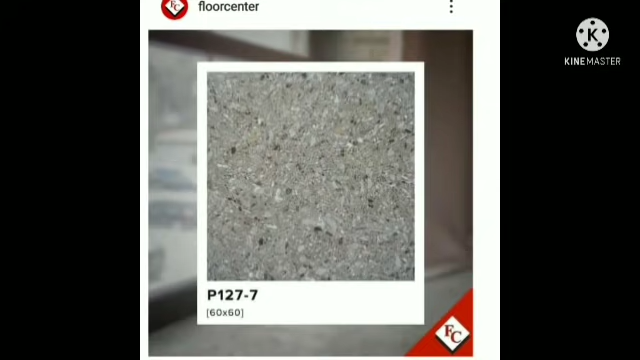 FC
floorcenter
KINEMASTER
P127-7
[60x60]
FC